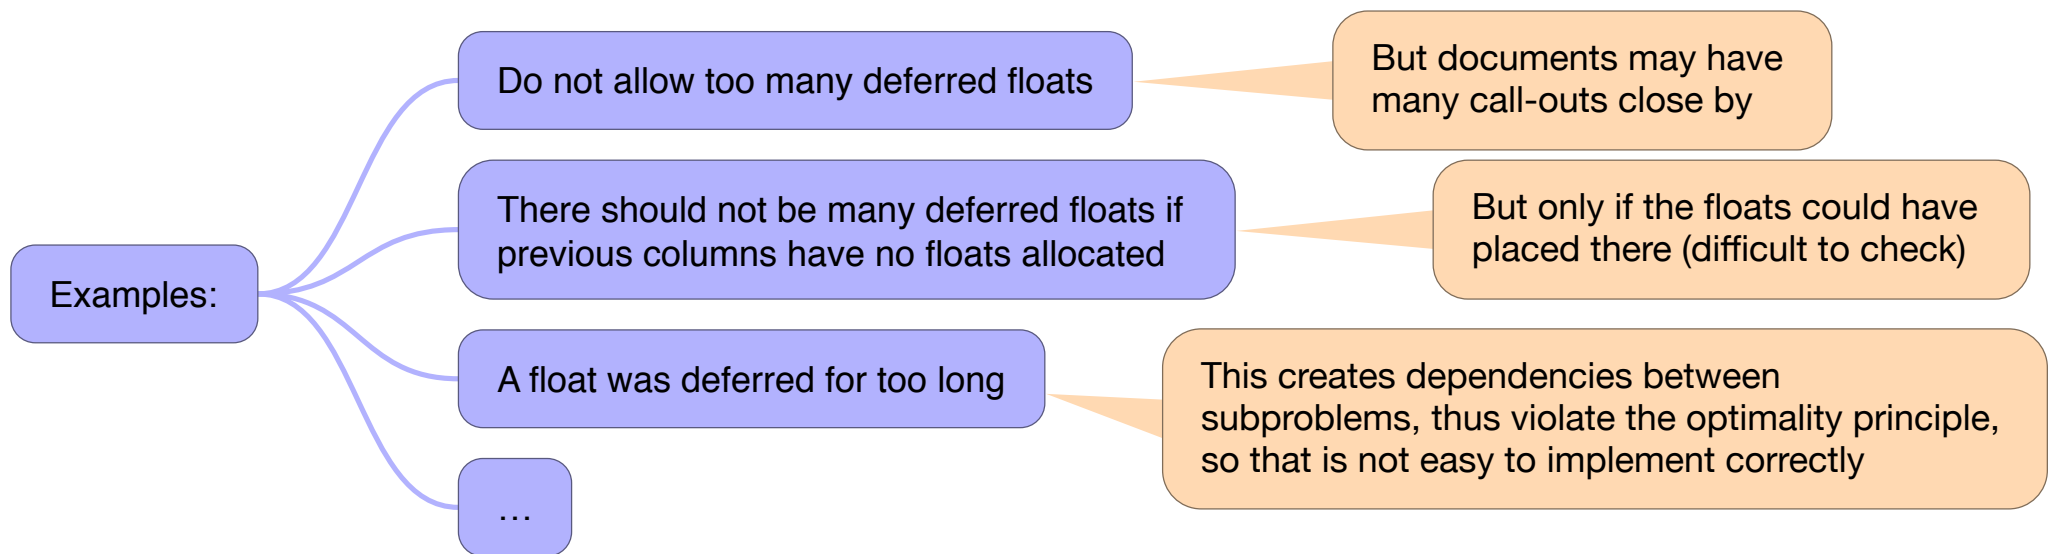 Examples:
Do not allow too many deferred floats
But documents may have
many call-outs close by
There should not be many deferred floats if
previous columns have no floats allocated
But only if the floats could have
placed there (difficult to check)
A float was deferred for too long
This creates dependencies between
subproblems, thus violate the optimality principle,
so that is not easy to implement correctly
…